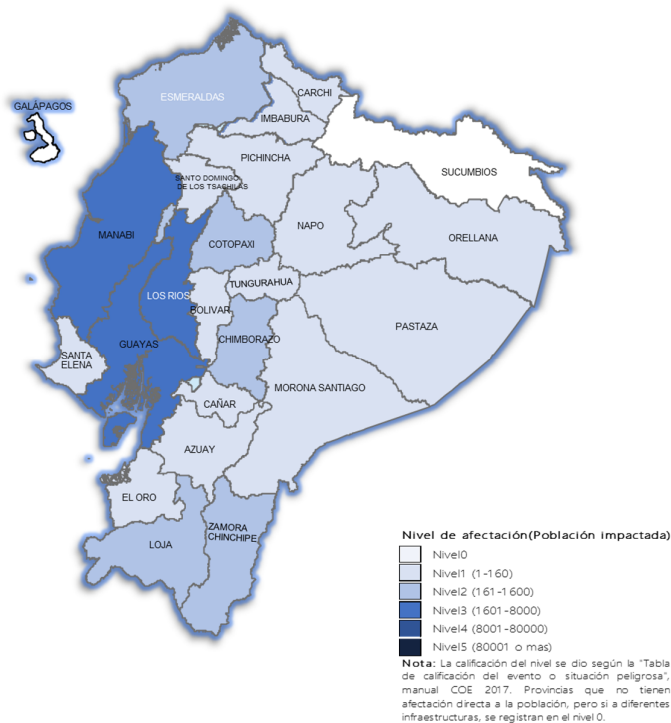 GALÁPAGOS
ESMERALDAS
CARCHI
IMBABURA
PICHINCHA
SANTO DOMINGO
DE LOS TSACHILAS
SUCUMBIOS
MANABI
COTOPAXI
NAPO
ORELLANA
TUNGURAHUA
LOS RIOS
BOLIVAR
PASTAZA
CHIMBORAZO
GUAYAS
SANTA
ELENA
MORONA SANTIAGO
CAÑAR
AZUAY
EL ORO
ZAMORA
CHINCHIPE
LOJA
Nivel de afectación(Población impactada)
Nivel0
Nivel1 (1-160)
Nivel2 (161-1600)
Nivel3 (1601-8000)
Nivel4 (8001-80000)
Nivel5 (80001 o mas)
Nota: La calificación del nivel se dio según la "Tabla
de calificación del evento o situación peligrosa",
manual COE 2017. Provincias que no tienen
afectación directa a la población, pero si a diferentes
infraestructuras, se registran en el nivel 0.